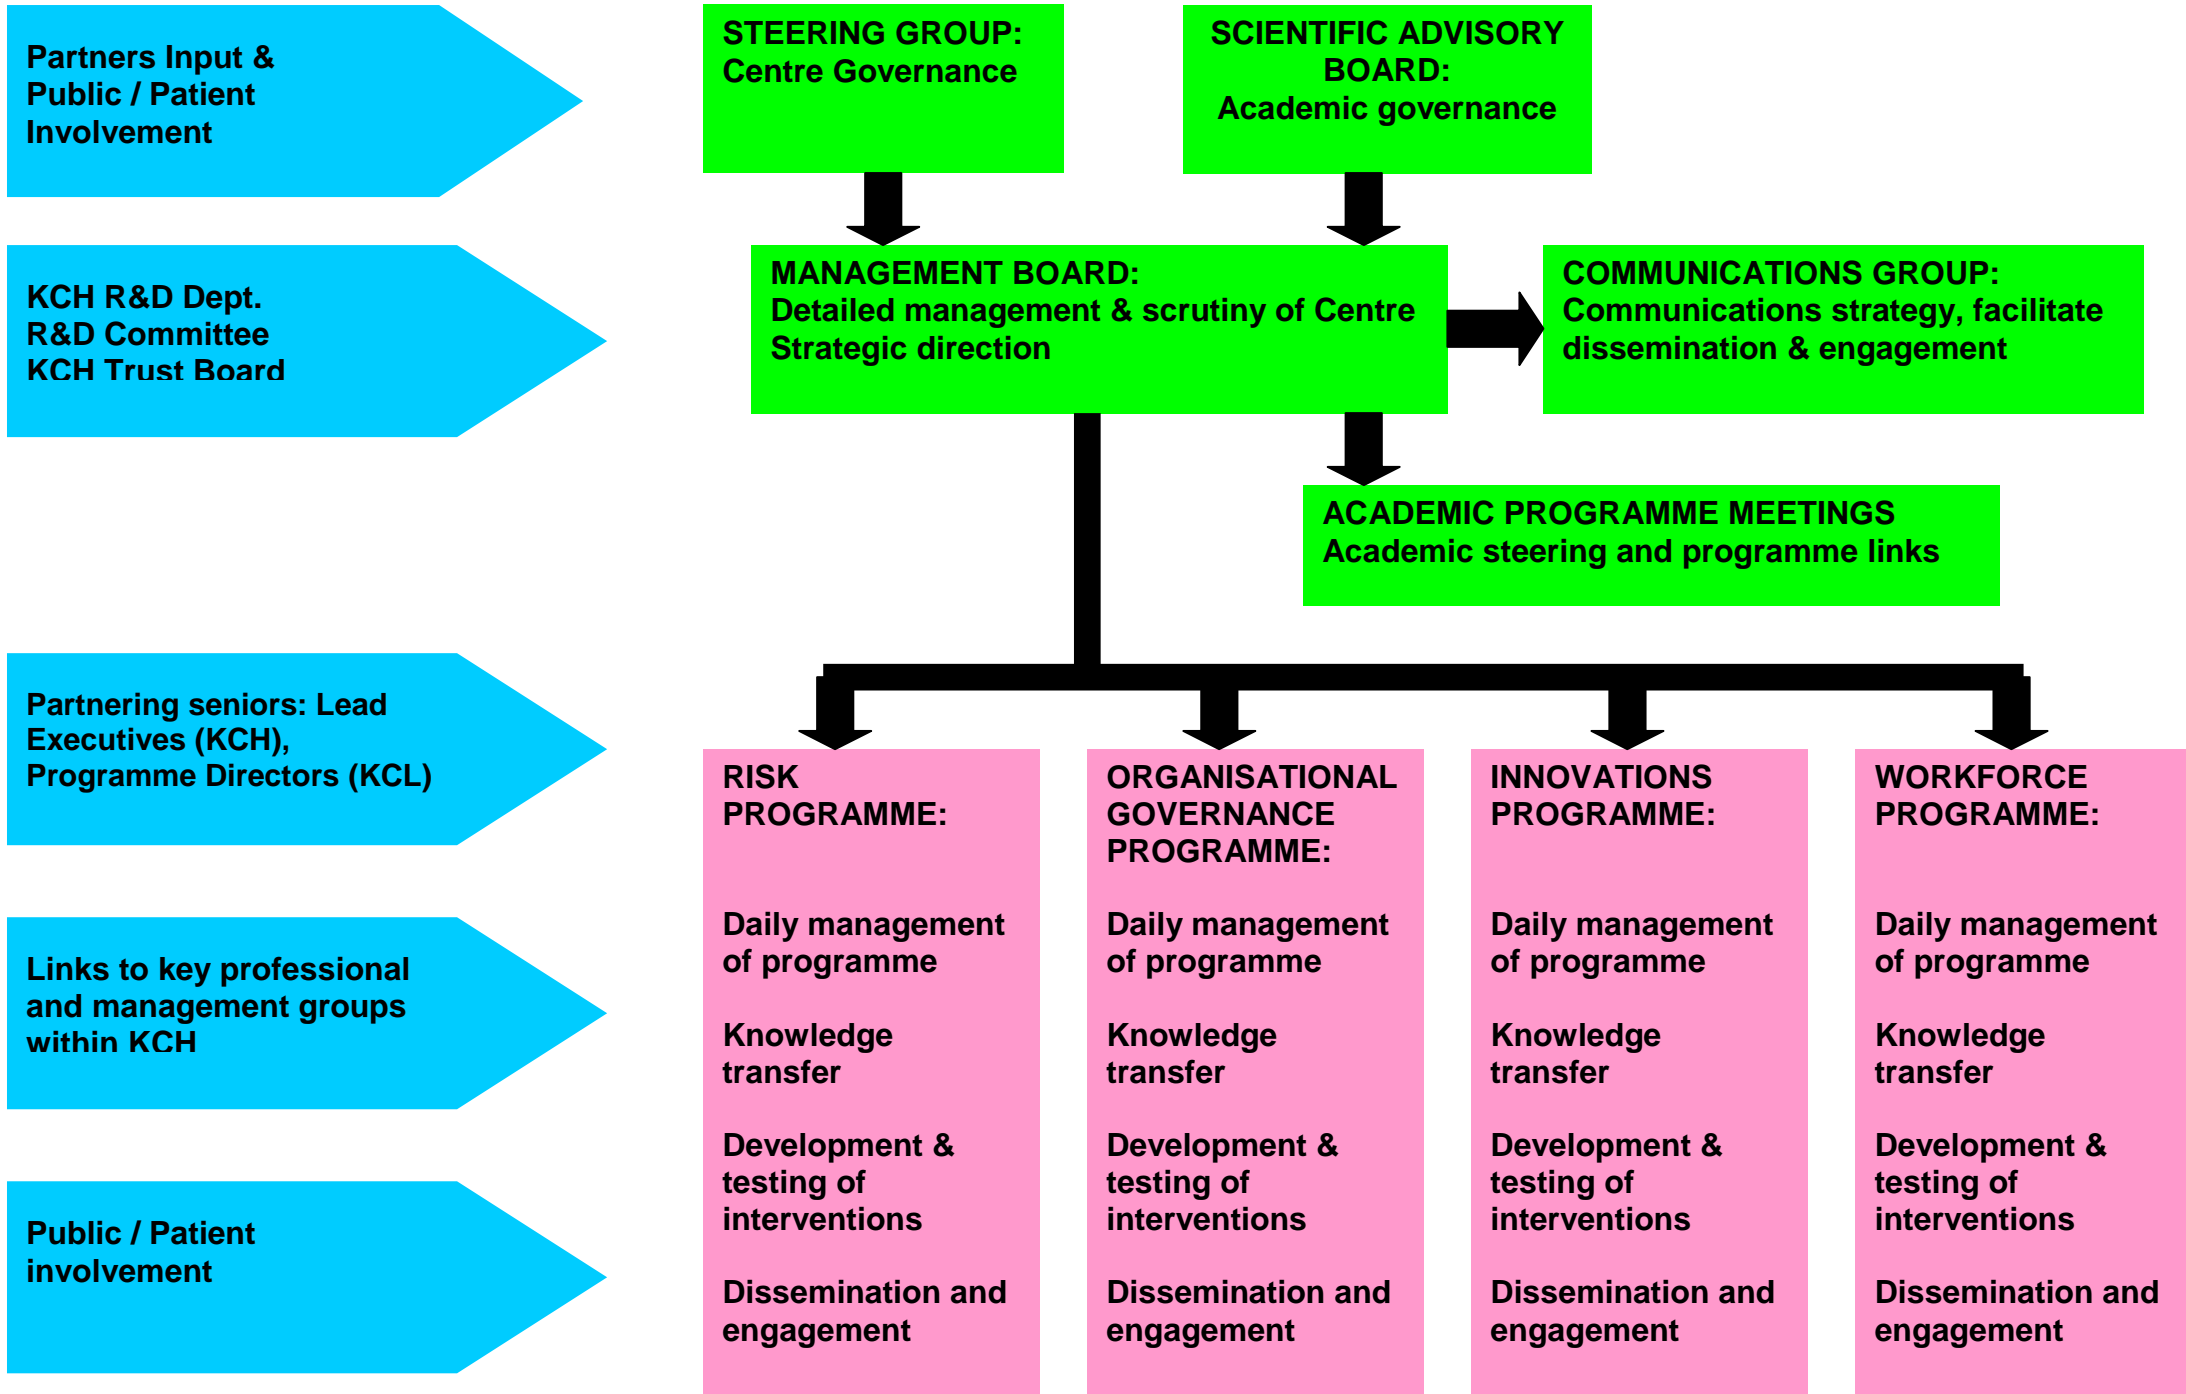 Partners Input &
Public / Patient
Involvement
STEERING GROUP:
Centre Governance
SCIENTIFIC ADVISORY
BOARD:
Academic governance
KCH R&D Dept.
R&D Committee
KCH Trust Board
MANAGEMENT BOARD:
Detailed management & scrutiny of Centre
Strategic direction
COMMUNICATIONS GROUP:
Communications strategy, facilitate
dissemination & engagement
ACADEMIC PROGRAMME MEETINGS
Academic steering and programme links
Partnering seniors: Lead
Executives (KCH),
Programme Directors (KCL)
Links to key professional
and management groups
within KCH
Public / Patient
involvement
RISK
PROGRAMME:
Daily management
of programme
Knowledge
transfer
Development &
testing of
interventions
Dissemination and
engagement
ORGANISATIONAL
GOVERNANCE
PROGRAMME:
Daily management
of programme
Knowledge
transfer
Development &
testing of
interventions
Dissemination and
engagement
INNOVATIONS
PROGRAMME:
Daily management
of programme
Knowledge
transfer
Development &
testing of
interventions
Dissemination and
engagement
WORKFORCE
PROGRAMME:
Daily management
of programme
Knowledge
transfer
Development &
testing of
interventions
Dissemination and
engagement